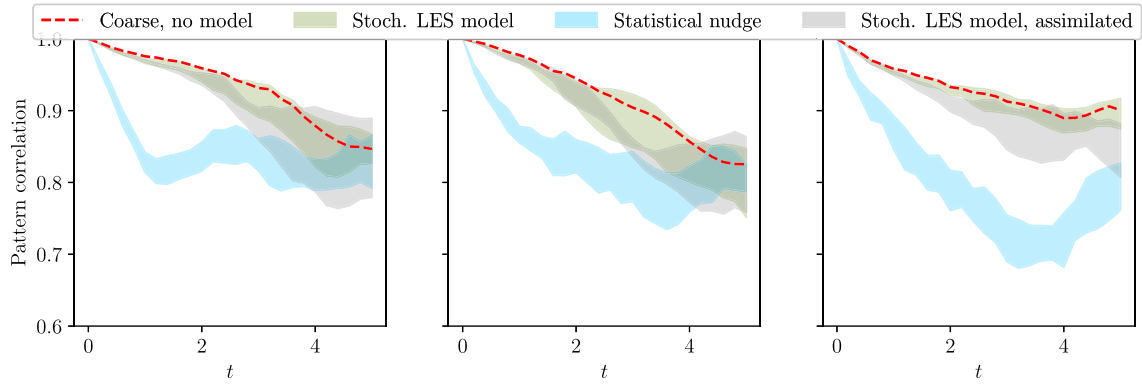 Coarse, no model Stoch. LES model Statistical nudge Stoch. LES model, assimilated
1.0
0.9
0.8
0.7
0.6
Pattern correlation
0 2 4
0 2 4
0 2 4
t
t
t